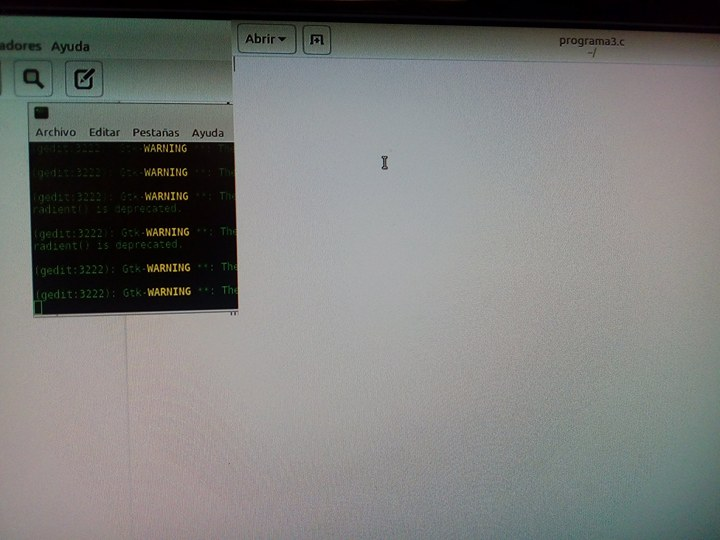 adores Ayuda
Abrir
programa3.c
~/
Archivo Editar Pestañas Ayuda
(gedit:3222): Gtk-WARNING **: The
(gedit:3222): Gtk-WARNING **: The
(gedit:3222): Gtk-WARNING **: The
radient() is deprecated.
(gedit:3222): Gtk-WARNING **: The
radient() is deprecated.
(gedit:3222): Gtk-WARNING **: The
(gedit:3222): Gtk-WARNING **: The